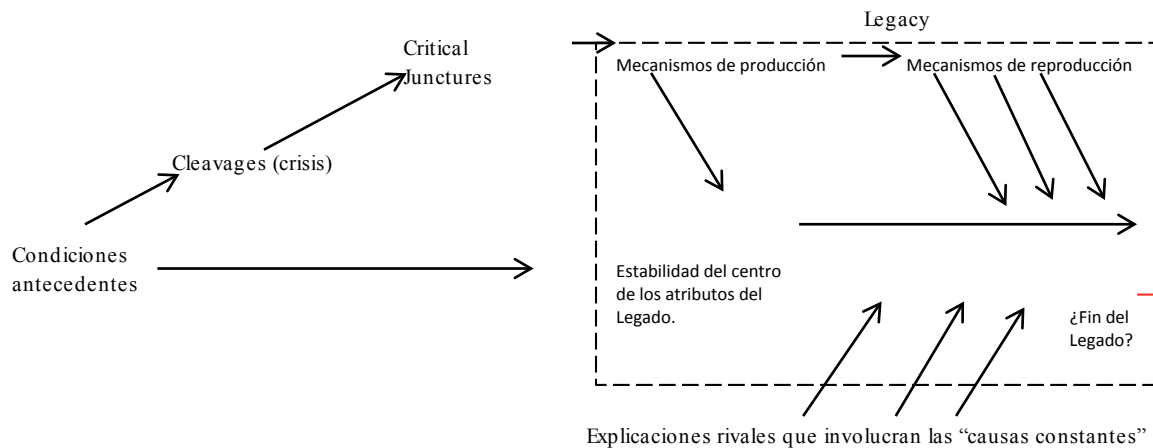 Legacy
Critical
Junctures
Mecanismos de producción
Mecanismos de reproducción
Cleavages (crisis)
Condiciones
antecedentes
Estabilidad del centro
de los atributos del
Legado.
¿Fin del
Legado?
Explicaciones rivales que involucran las “causas constantes”